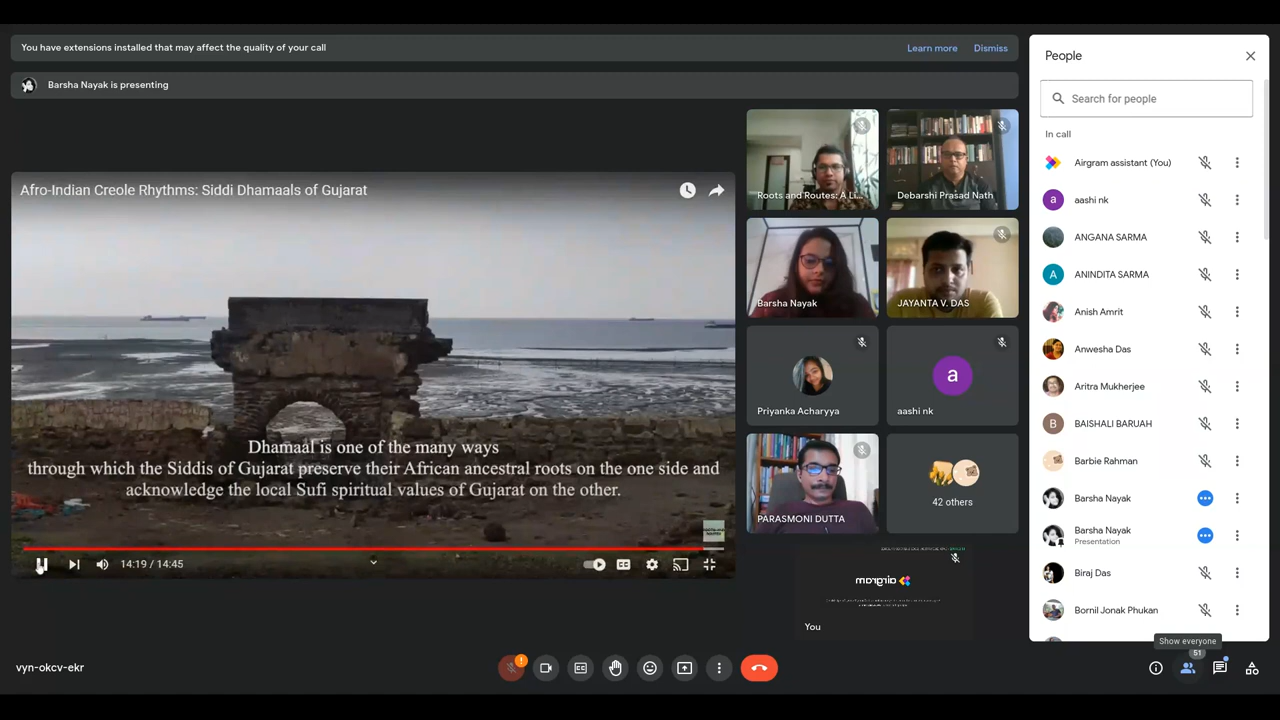 You have extensions installed that may affect the quality of your call
Learn more
Dismiss
Barsha Nayak is presenting
Afro-Indian Creole Rhythms: Siddi Dhamaals of Gujarat
Dhamaal is one of the many ways
through which the Siddis of Gujarat preserve their African ancestral roots on the one side and
acknowledge the local Sufi spiritual values of Gujarat on the other.
14:19 / 14:45
Roots and Routes: A Li...
Debarshi Prasad Nath
Barsha Nayak
JAYANTA V. DAS
Priyanka Acharyya
a
aashi nk
PARASMONI DUTTA
42 others
airgram
You
People
Search for people
In call
Airgram assistant (You)
a
aashi nk
ANGANA SARMA
A
ANINDITA SARMA
Anish Amrit
Anwesha Das
Aritra Mukherjee
B
BAISHALI BARUAH
Barbie Rahman
Barsha Nayak
Barsha Nayak
Presentation
Biraj Das
Bornil Jonak Phukan
Show everyone
51
vyn-okcv-ekr